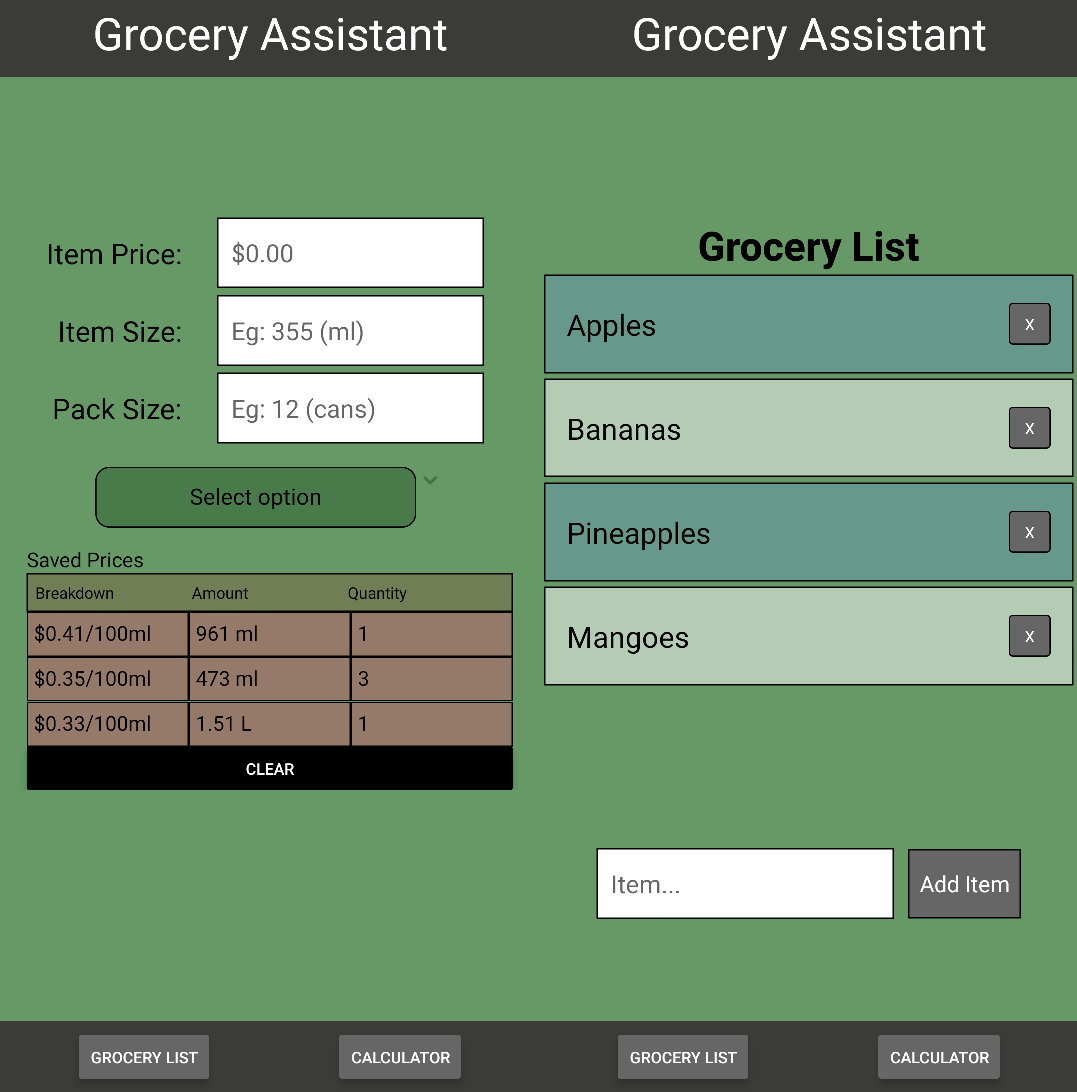 Grocery Assistant
Item Price: $0.00
Item Size: Eg: 355 (ml)
Pack Size: Eg: 12 (cans)
Select option
Saved Prices
Breakdown Amount Quantity
$0.41/100ml 961 ml 1
$0.35/100ml 473 ml 3
$0.33/100ml 1.51 L 1
CLEAR
GROCERY LIST CALCULATOR
Grocery Assistant
Grocery List
Apples X
Bananas X
Pineapples X
Mangoes X
Item... Add Item
GROCERY LIST CALCULATOR